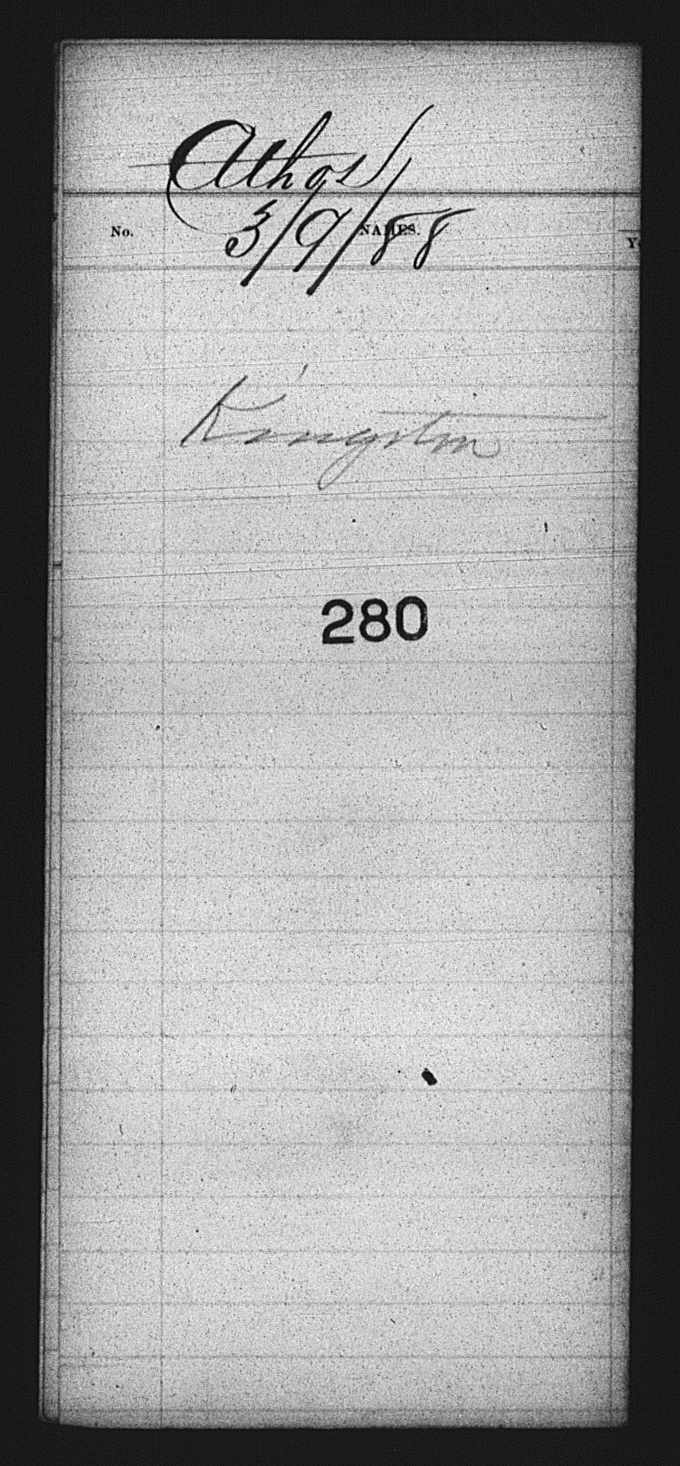 Athos
No. NAMES.
3/9/88
Kingston
280